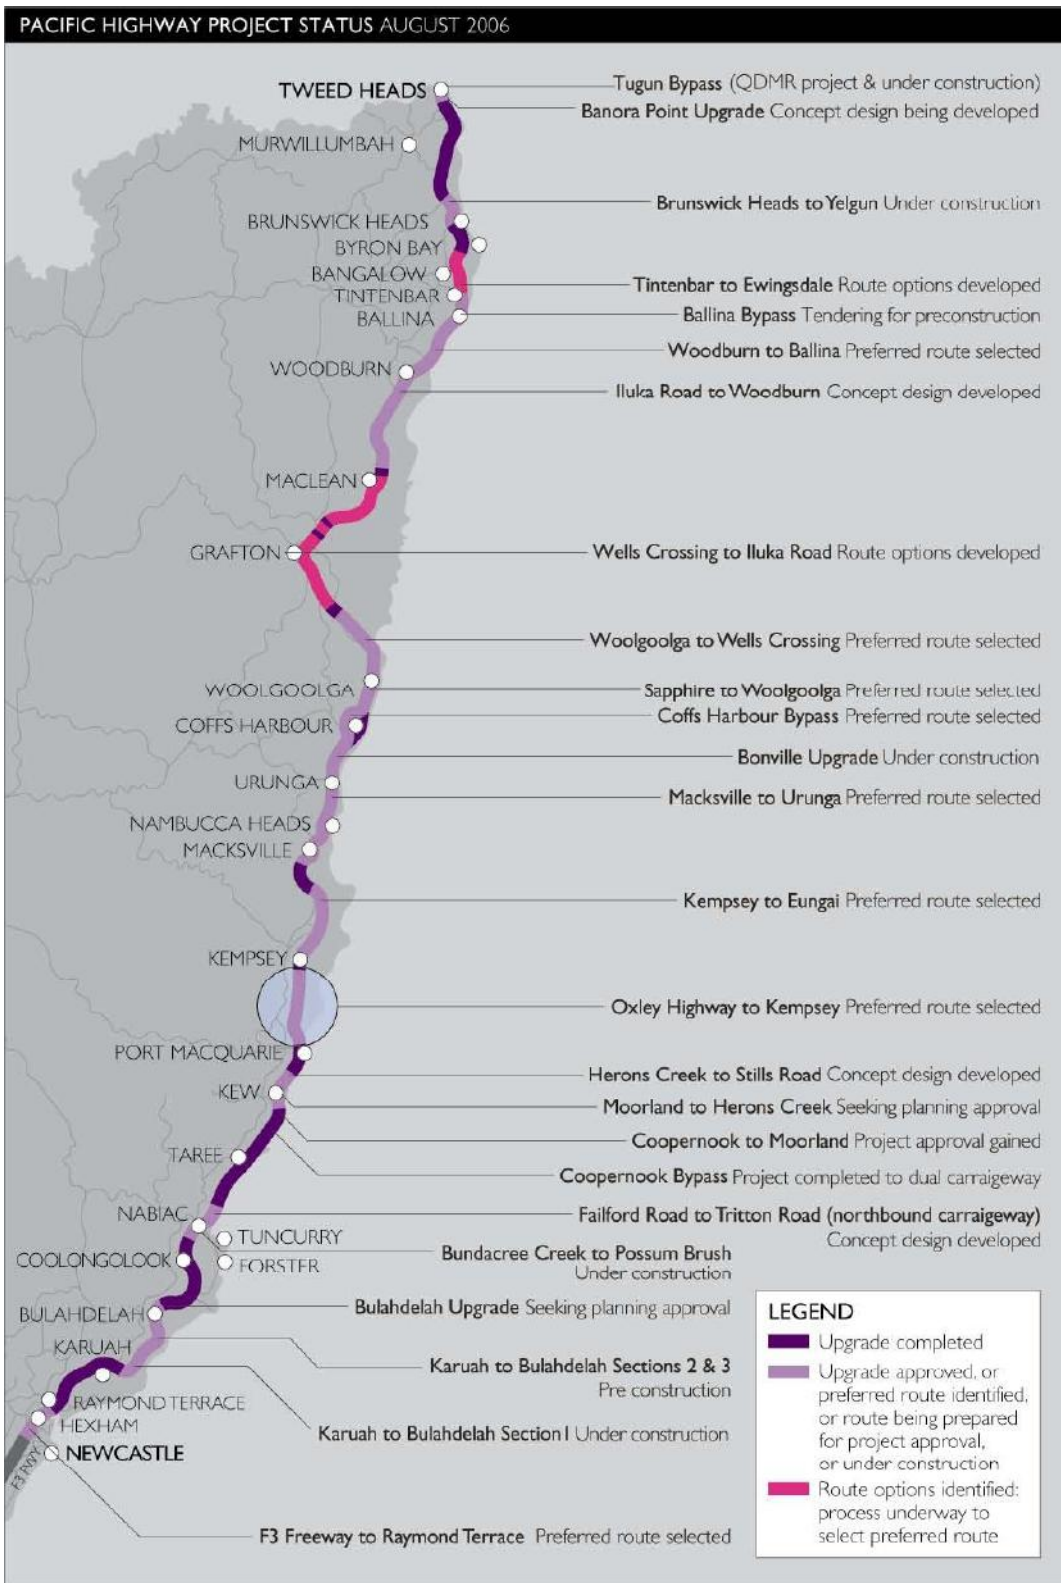 PACIFIC HIGHWAY PROJECT STATUS AUGUST 2006
TWEED HEADS
Tugun Bypass (QDMR project & under construction)
Banora Point Upgrade Concept design being developed
MURWILLUMBAH
Brunswick Heads to Yelgun Under construction
BRUNSWICK HEADS
BYRON BAY
BANGALOW
Tintenbar to Ewingsdale Route options developed
TINTENBAR
BALLINA
Ballina Bypass Tendering for preconstruction
Woodburn to Ballina Preferred route selected
WOODBURN
Iluka Road to Woodburn Concept design developed
MACLEAN
GRAFTON
Wells Crossing to Iluka Road Route options developed
Woolgoolga to Wells Crossing Preferred route selected
WOOLGOOLGA
Sapphire to Woolgoolga Preferred route selected
COFFS HARBOUR
Coffs Harbour Bypass Preferred route selected
Bonville Upgrade Under construction
URUNGA
Macksville to Urunga Preferred route selected
NAMBUCCA HEADS
MACKSVILLE
Kempsey to Eungai Preferred route selected
KEMPSEY
Oxley Highway to Kempsey Preferred route selected
PORT MACQUARIE
Herons Creek to Stills Road Concept design developed
KEW
Moorland to Herons Creek Seeking planning approval
Coopernook to Moorland Project approval gained
TAREE
Coopernook Bypass Project completed to dual carraigeway
NABIAC
Failford Road to Tritton Road (northbound carraigeway)
Concept design developed
TUNCURRY
COOLONGOLOOK
FORSTER
Bundacree Creek to Possum Brush
Under construction
BULAHDELAH
Bulahdelah Upgrade Seeking planning approval
KARUAH
Karuah to Bulahdelah Sections 2 & 3
Pre construction
RAYMOND TERRACE
HEXHAM
Karuah to Bulahdelah Section I Under construction
NEWCASTLE
F3 FWY
F3 Freeway to Raymond Terrace Preferred route selected
LEGEND
Upgrade completed
Upgrade approved, or
preferred route identified,
or route being prepared
for project approval,
or under construction
Route options identified:
process underway to
select preferred route